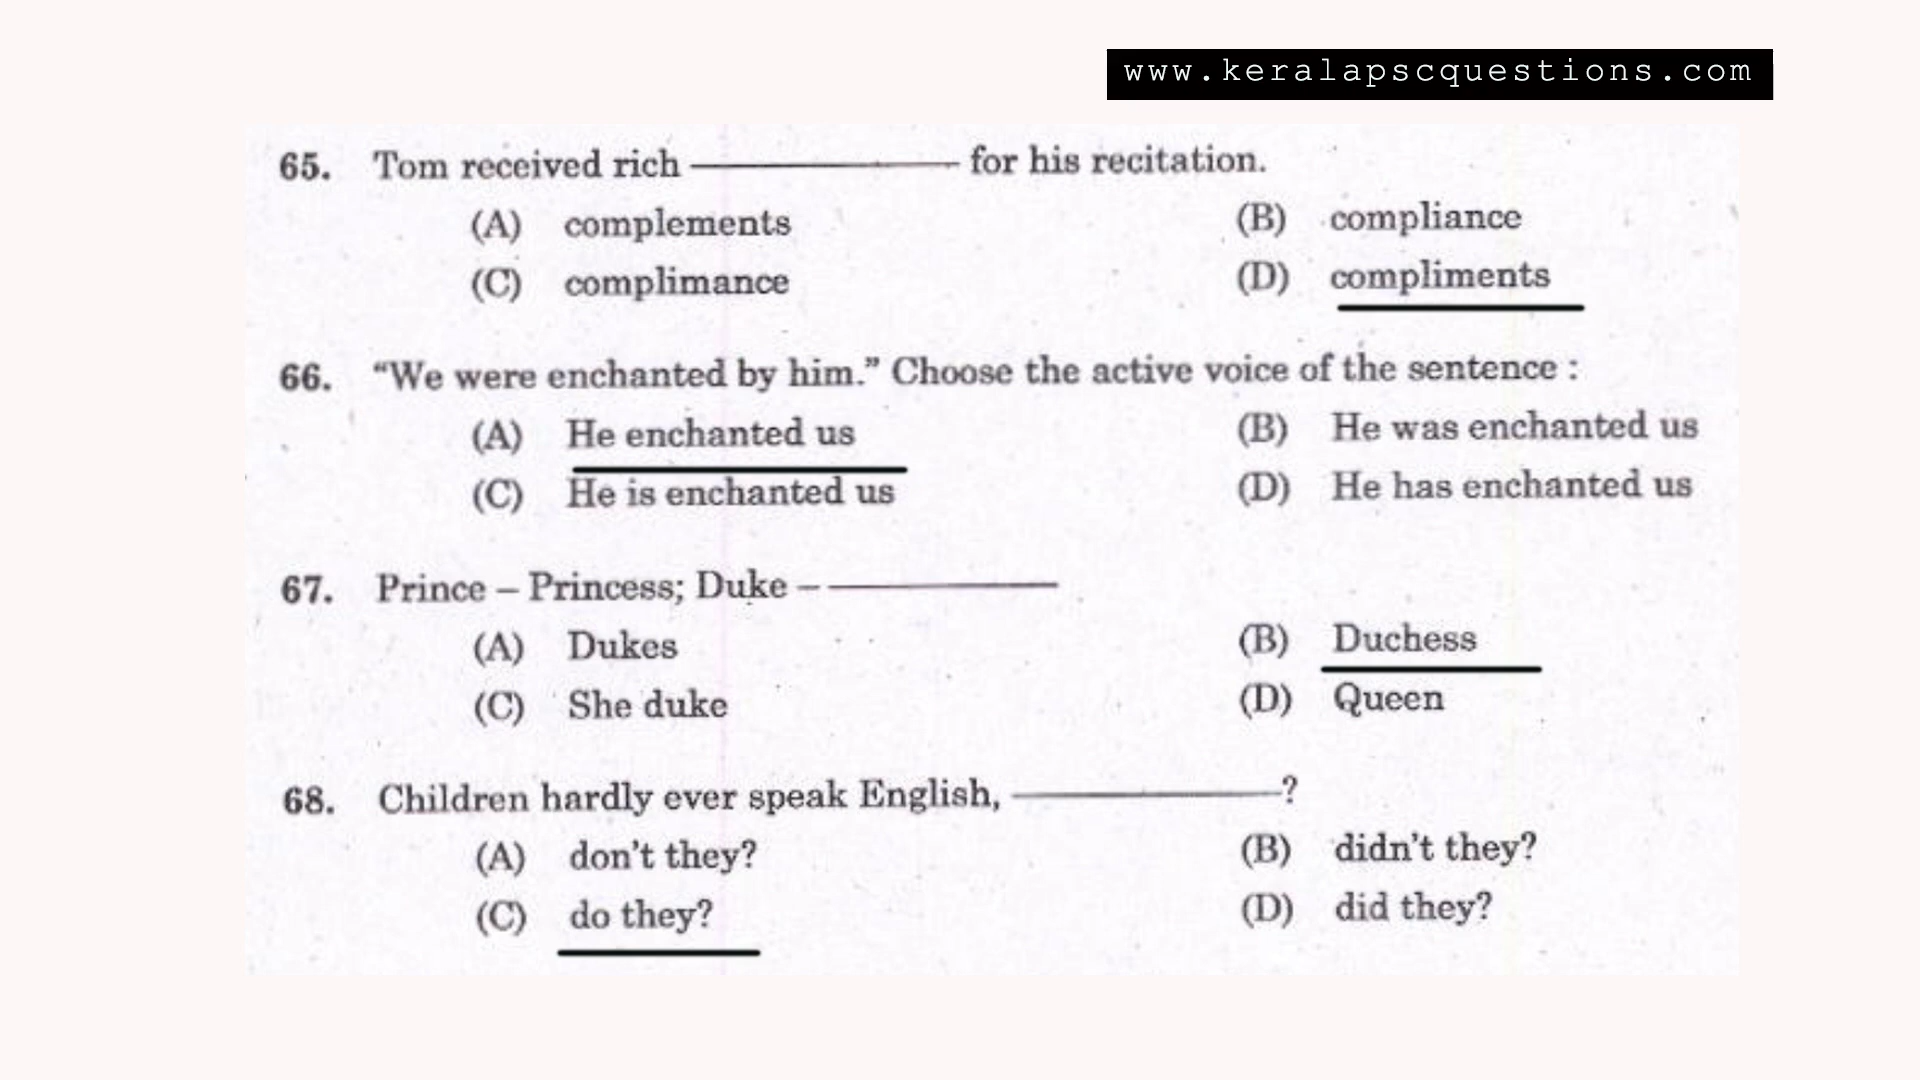 www.keralapscquestions.com
65. Tom received rich ——— for his recitation.
(A) complements (B) compliance
(C) complimance (D) compliments
66. “We were enchanted by him.” Choose the active voice of the sentence :
(A) He enchanted us (B) He was enchanted us
(C) He is enchanted us (D) He has enchanted us
67. Prince – Princess; Duke – ———
(A) Dukes (B) Duchess
(C) She duke (D) Queen
68. Children hardly ever speak English, ———?
(A) don’t they? (B) didn’t they?
(C) do they? (D) did they?